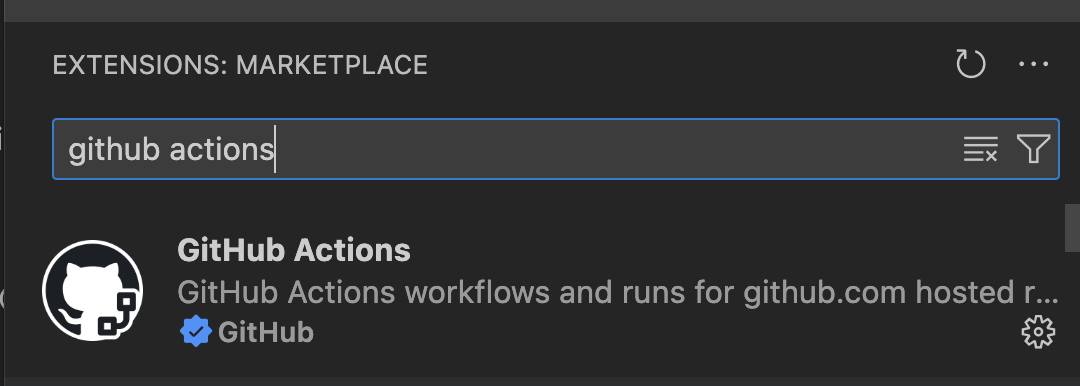 EXTENSIONS: MARKETPLACE
github actions
GitHub Actions
GitHub Actions workflows and runs for github.com hosted r...
GitHub